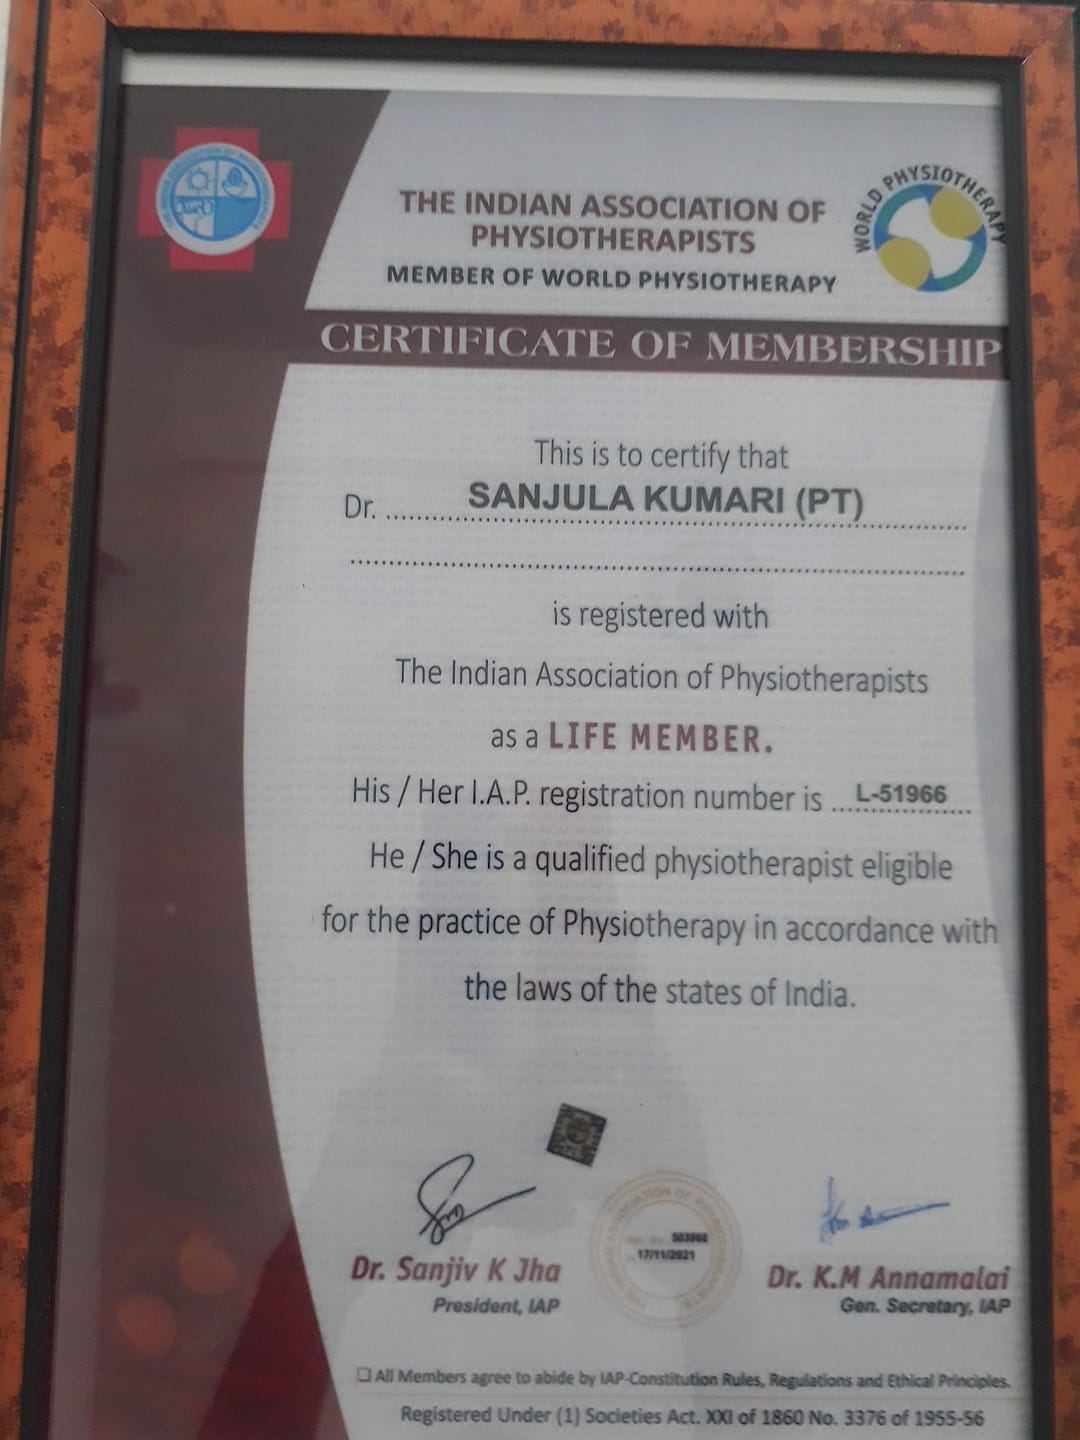 THE INDIAN ASSOCIATION OF
PHYSIOTHERAPISTS
MEMBER OF WORLD PHYSIOTHERAPY
WORLD PHYSIOTHERAPY
CERTIFICATE OF MEMBERSHIP
This is to certify that
Dr. SANJULA KUMARI (PT)
is registered with
The Indian Association of Physiotherapists
as a LIFE MEMBER.
His / Her I.A.P. registration number is L-51966
He / She is a qualified physiotherapist eligible
for the practice of Physiotherapy in accordance with
the laws of the states of India.
17/11/2021
Dr. Sanjiv K Jha
President, IAP
Dr. K.M Annamalai
Gen. Secretary, IAP
❑ All Members agree to abide by IAP-Constitution Rules, Regulations and Ethical Principles.
Registered Under (1) Societies Act. XXI of 1860 No. 3376 of 1955-56